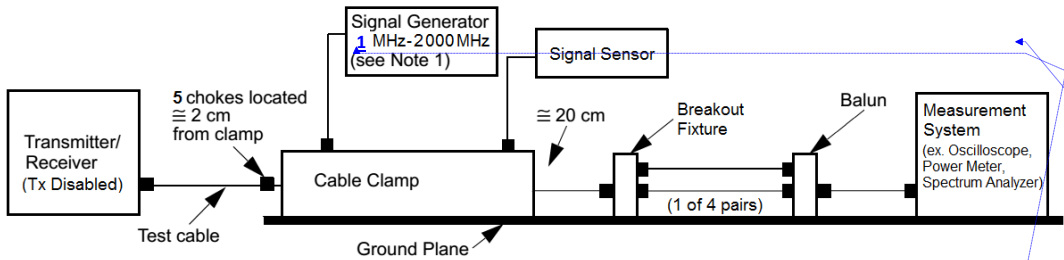 Signal Generator
1 MHz-2000MHz
(see Note 1)
Signal Sensor
5 chokes located
≅ 2 cm
from clamp
≅ 20 cm
Breakout
Fixture
Balun
Measurement
System
(ex. Oscilloscope,
Power Meter,
Spectrum Analyzer)
Transmitter/
Receiver
(Tx Disabled)
Cable Clamp
(1 of 4 pairs)
Test cable
Ground Plane